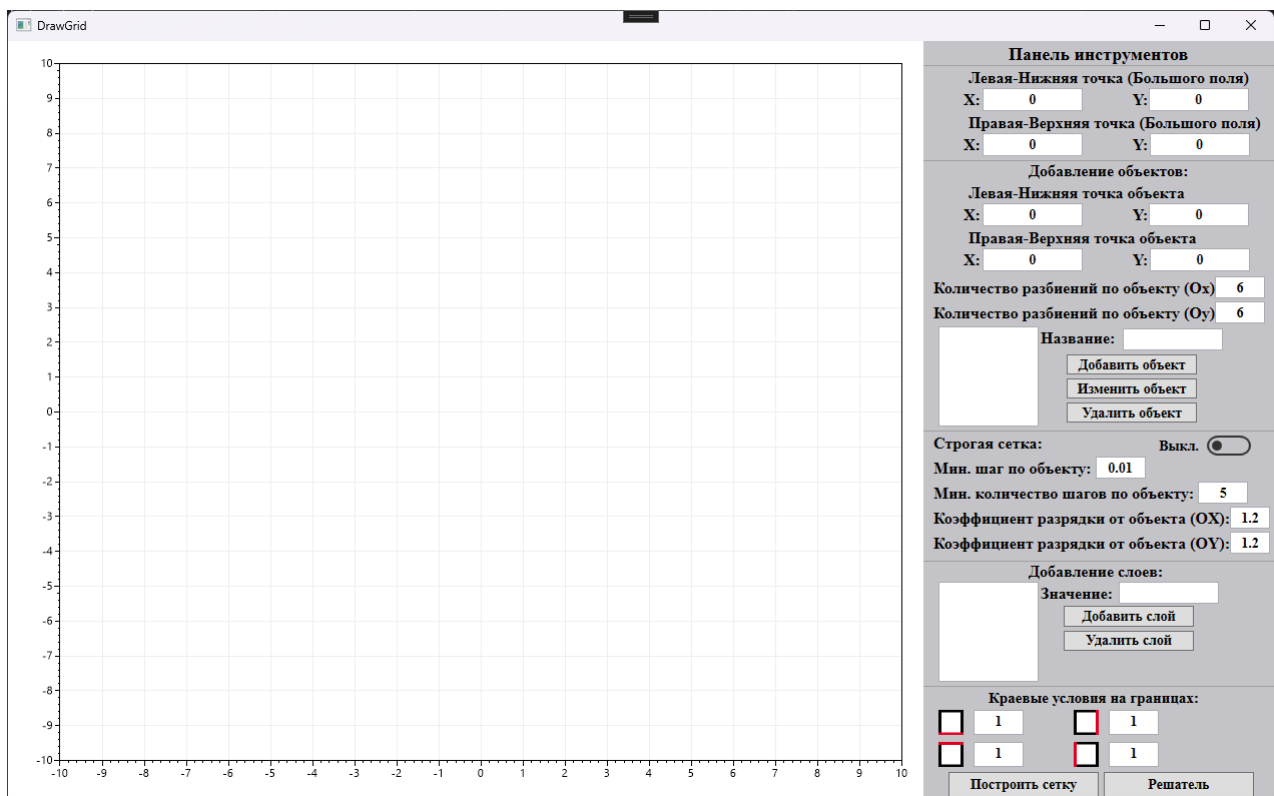 DrawGrid
10
9
8
7
6
5
4
3
2
1
0
-1
-2
-3
-4
-5
-6
-7
-8
-9
-10
-10 -9 -8 -7 -6 -5 -4 -3 -2 -1 0 1 2 3 4 5 6 7 8 9 10
Панель инструментов
Левая-Нижняя точка (Большого поля)
X: 0 Y: 0
Правая-Верхняя точка (Большого поля)
X: 0 Y: 0
Добавление объектов:
Левая-Нижняя точка объекта
X: 0 Y: 0
Правая-Верхняя точка объекта
X: 0 Y: 0
Количество разбиений по объекту (Ox) 6
Количество разбиений по объекту (Oy) 6
Название:
Добавить объект
Изменить объект
Удалить объект
Строгая сетка: Выкл.
Мин. шаг по объекту: 0.01
Мин. количество шагов по объекту: 5
Коэффициент разрядки от объекта (OX): 1.2
Коэффициент разрядки от объекта (OY): 1.2
Добавление слоев:
Значение:
Добавить слой
Удалить слой
Краевые условия на границах:
1 1
1 1
Построить сетку Решатель